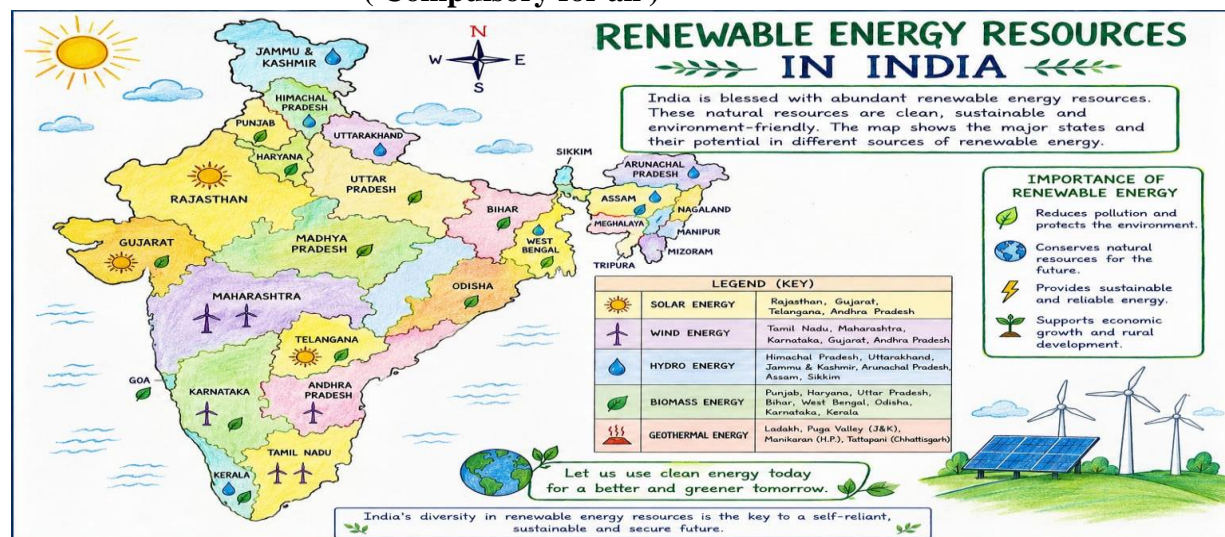 ( Compulsory for all )
RENEWABLE ENERGY RESOURCES
IN INDIA
India is blessed with abundant renewable energy resources.
These natural resources are clean, sustainable and
environment-friendly. The map shows the major states and
their potential in different sources of renewable energy.
N
W E
S
JAMMU &
KASHMIR
HIMACHAL
PRADESH
PUNJAB
UTTARAKHAND
HARYANA
RAJASTHAN
UTTAR
PRADESH
SIKKIM
ARUNACHAL
PRADESH
ASSAM
NAGALAND
MEGHALAYA
MANIPUR
MIZORAM
TRIPURA
BIHAR
WEST
BENGAL
GUJARAT
MADHYA
PRADESH
MAHARASHTRA
ODISHA
TELANGANA
GOA
KARNATAKA
ANDHRA
PRADESH
TAMIL NADU
KERALA
IMPORTANCE OF
RENEWABLE ENERGY
Reduces pollution and
protects the environment.
Conserves natural
resources for the
future.
Provides sustainable
and reliable energy.
Supports economic
growth and rural
development.
LEGEND (KEY)
SOLAR ENERGY
Rajasthan, Gujarat,
Telangana, Andhra Pradesh
WIND ENERGY
Tamil Nadu, Maharashtra,
Karnataka, Gujarat, Andhra Pradesh
HYDRO ENERGY
Himachal Pradesh, Uttarakhand,
Jammu & Kashmir, Arunachal Pradesh,
Assam, Sikkim
BIOMASS ENERGY
Punjab, Haryana, Uttar Pradesh,
Bihar, West Bengal, Odisha,
Karnataka, Kerala
GEOTHERMAL ENERGY
Ladakh, Puga Valley (J&K),
Manikaran (H.P.), Tattapani (Chhattisgarh)
Let us use clean energy today
for a better and greener tomorrow.
India's diversity in renewable energy resources is the key to a self-reliant,
sustainable and secure future.